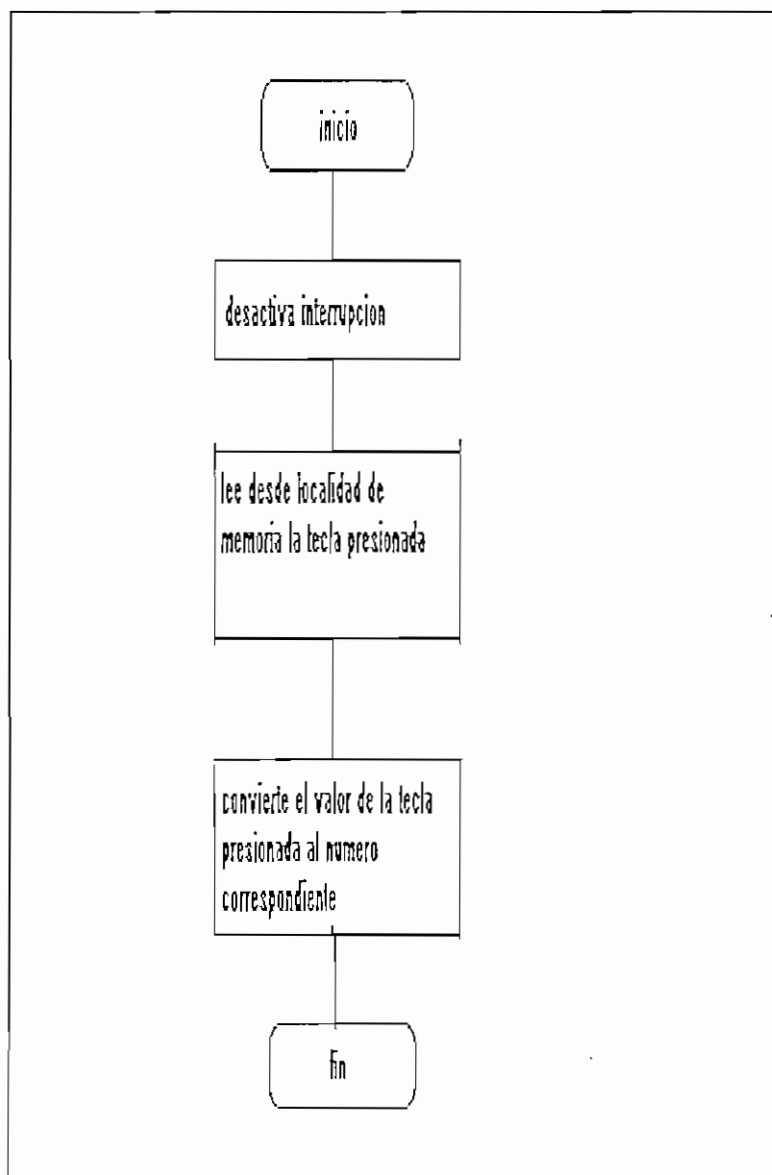 inicio
desactiva interrupcion
lee desde localidad de
memoria la tecla presionada
convierte el valor de la tecla
presionada al numero
correspondiente
fin